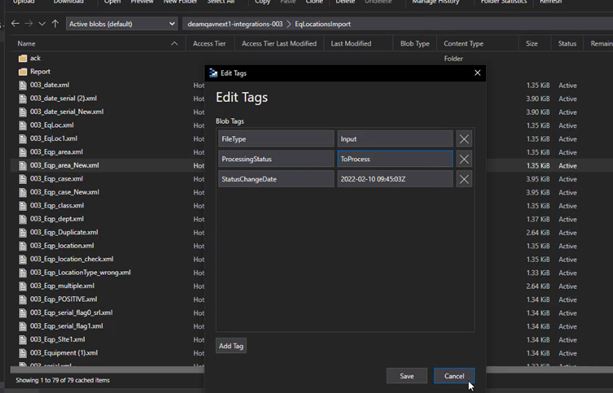 Upload Download Open Preview New Folder Select All Copy Paste Clone Delete Undelete Manage History Folder Statistics Refresh
Active blobs (default) deamqavnext1-integrations-003 > EqLocationsImport
Name Access Tier Access Tier Last Modified Last Modified Blob Type Content Type Size Status Remain
ack Folder
Report
003_date.xml Hot 1.35 KiB Active
003_date_serial (2).xml Hot 3.90 KiB Active
003_date_serial_New.xml Hot 3.90 KiB Active
003_EqLoc.xml Hot 1.35 KiB Active
003_EqLoc1.xml Hot 1.35 KiB Active
003_Eqp_area.xml Hot 1.35 KiB Active
003_Eqp_area_New.xml Hot 1.35 KiB Active
003_Eqp_case.xml Hot 3.95 KiB Active
003_Eqp_case_New.xml Hot 3.95 KiB Active
003_Eqp_class.xml Hot 1.35 KiB Active
003_Eqp_dept.xml Hot 1.37 KiB Active
003_Eqp_Duplicate.xml Hot 2.64 KiB Active
003_Eqp_location.xml Hot 1.35 KiB Active
003_Eqp_location_check.xml Hot 1.35 KiB Active
003_Eqp_LocationType_wrong.xml Hot 1.33 KiB Active
003_Eqp_multiple.xml Hot 2.64 KiB Active
003_Eqp_POSITIVE.xml Hot 1.34 KiB Active
003_Eqp_serial_flag0_srl.xml Hot 1.34 KiB Active
003_Eqp_serial_flag1.xml Hot 1.34 KiB Active
003_Eqp_SIte1.xml Hot 1.34 KiB Active
003_Equipment (1).xml Hot 1.34 KiB Active
Showing 1 to 79 of 79 cached items
Edit Tags
Edit Tags
Blob Tags
FileType Input
ProcessingStatus ToProcess
StatusChangeDate 2022-02-10 09:45:03Z
Add Tag
Save Cancel